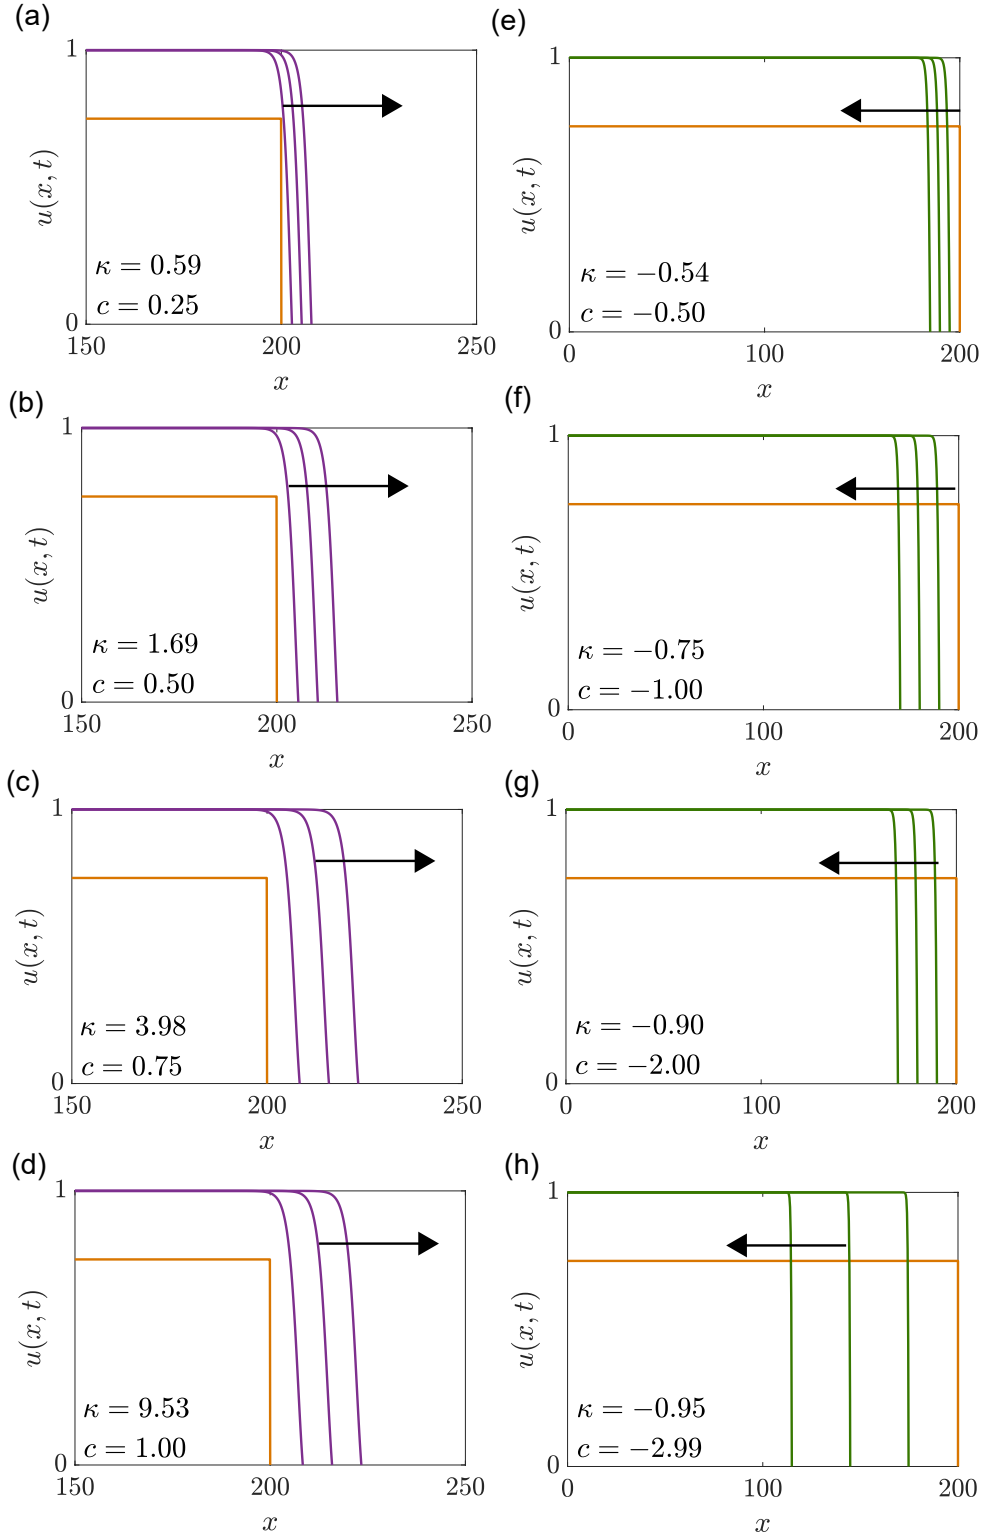 (a)
1
u(x, t)
κ = 0.59
c = 0.25
0
150
200
250
x
(e)
1
u(x, t)
κ = −0.54
c = −0.50
0
0
100
200
x
(b)
1
u(x, t)
κ = 1.69
c = 0.50
0
150
200
250
x
(f)
1
u(x, t)
κ = −0.75
c = −1.00
0
0
100
200
x
(c)
1
u(x, t)
κ = 3.98
c = 0.75
0
150
200
250
x
(g)
1
u(x, t)
κ = −0.90
c = −2.00
0
0
100
200
x
(d)
1
u(x, t)
κ = 9.53
c = 1.00
0
150
200
250
x
(h)
1
u(x, t)
κ = −0.95
c = −2.99
0
0
100
200
x